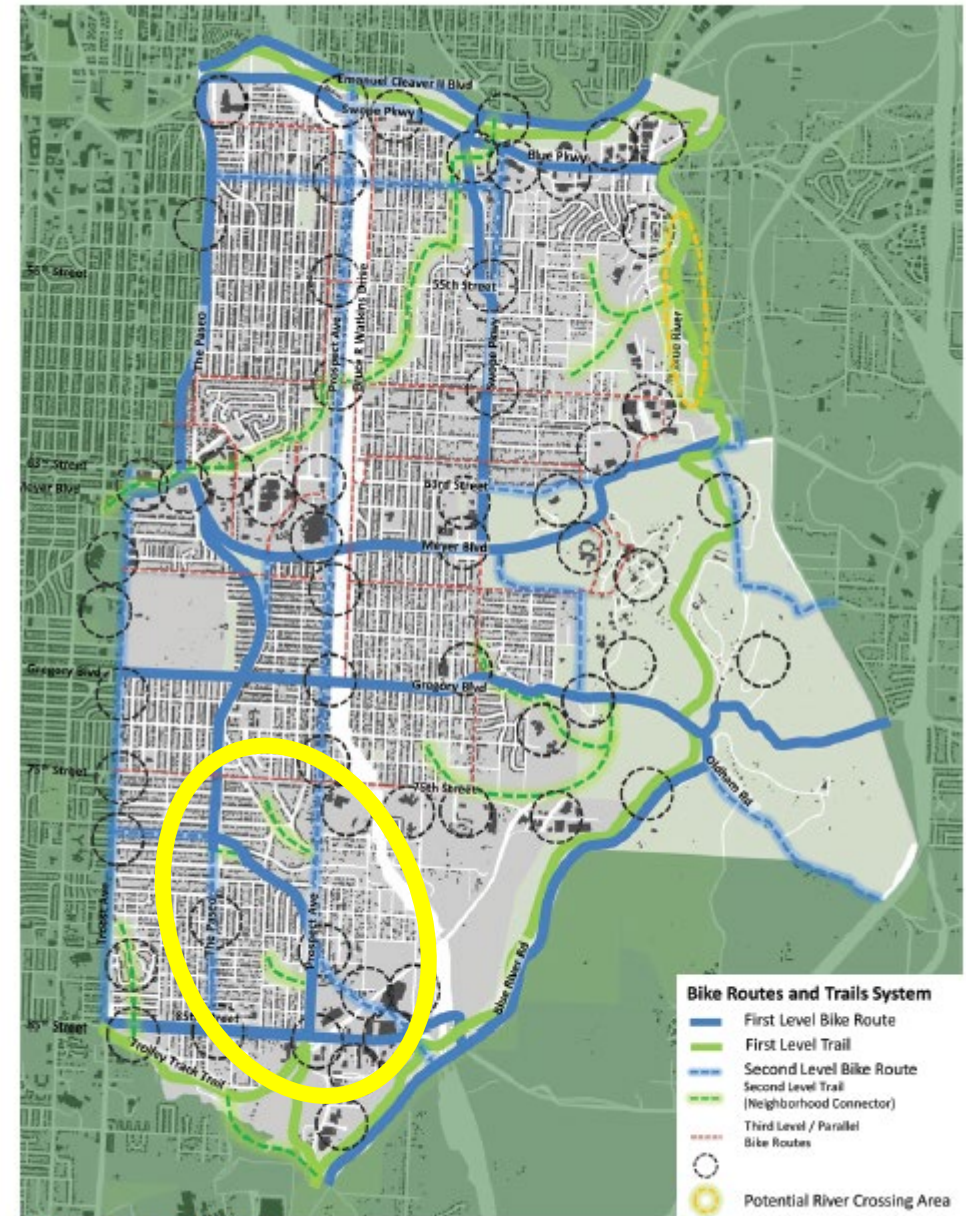 Emanuel Cleaver II Blvd
Swope Pkwy
Blue Pkwy
55th Street
Prospect Ave
Bruce R Watkins Drive
The Paseo
Swope Pkwy
Blue River
63rd Street
Meyer Blvd
63rd Street
Meyer Blvd
Gregory Blvd
Gregory Blvd
75th Street
75th Street
Oldham Rd
Troost Ave
The Paseo
Prospect Ave
Blue River Rd
85th Street
85th Street
Trolley Track Trail
Bike Routes and Trails System
First Level Bike Route
First Level Trail
Second Level Bike Route
Second Level Trail
(Neighborhood Connector)
Third Level / Parallel
Bike Routes
Potential River Crossing Area